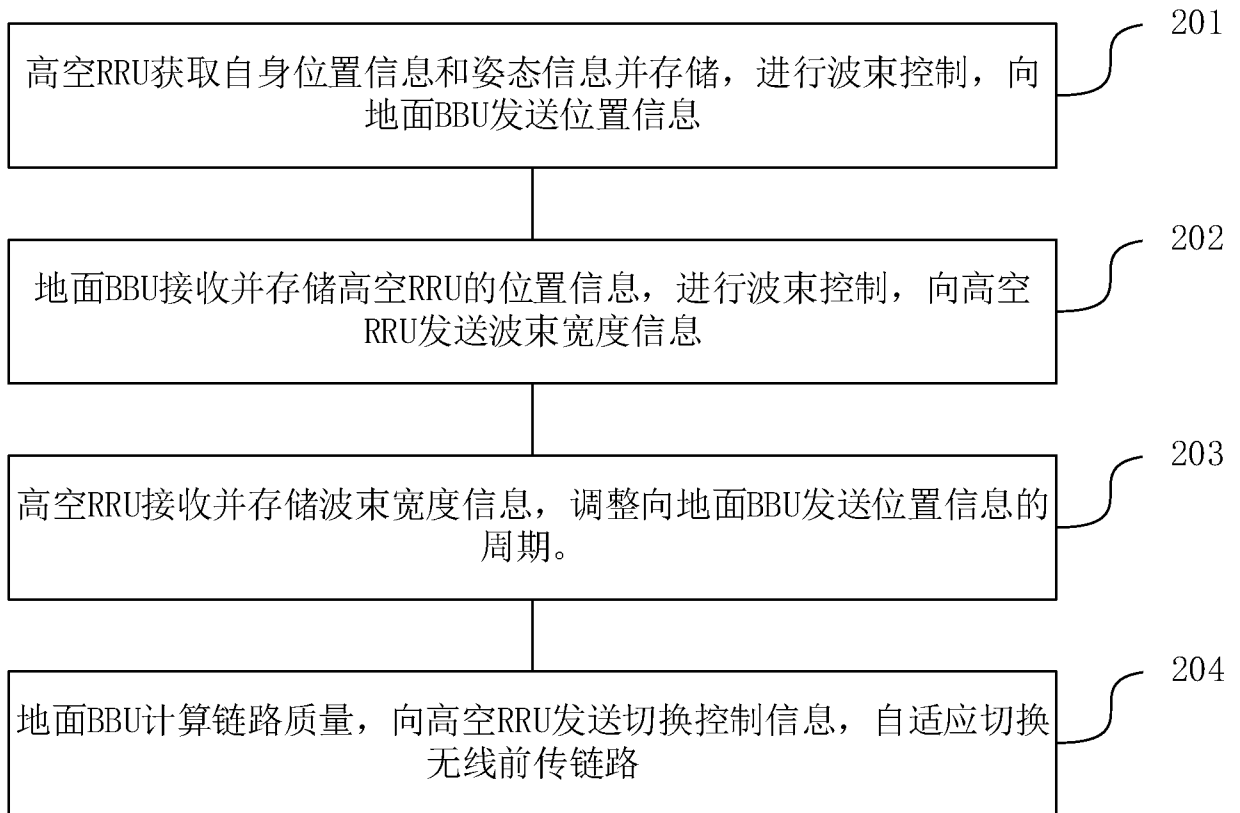 201
高空RRU获取自身位置信息和姿态信息并存储，进行波束控制，向
地面BBU发送位置信息
202
地面BBU接收并存储高空RRU的位置信息，进行波束控制，向高空
RRU发送波束宽度信息
203
高空RRU接收并存储波束宽度信息，调整向地面BBU发送位置信息的
周期。
204
地面BBU计算链路质量，向高空RRU发送切换控制信息，自适应切换
无线前传链路